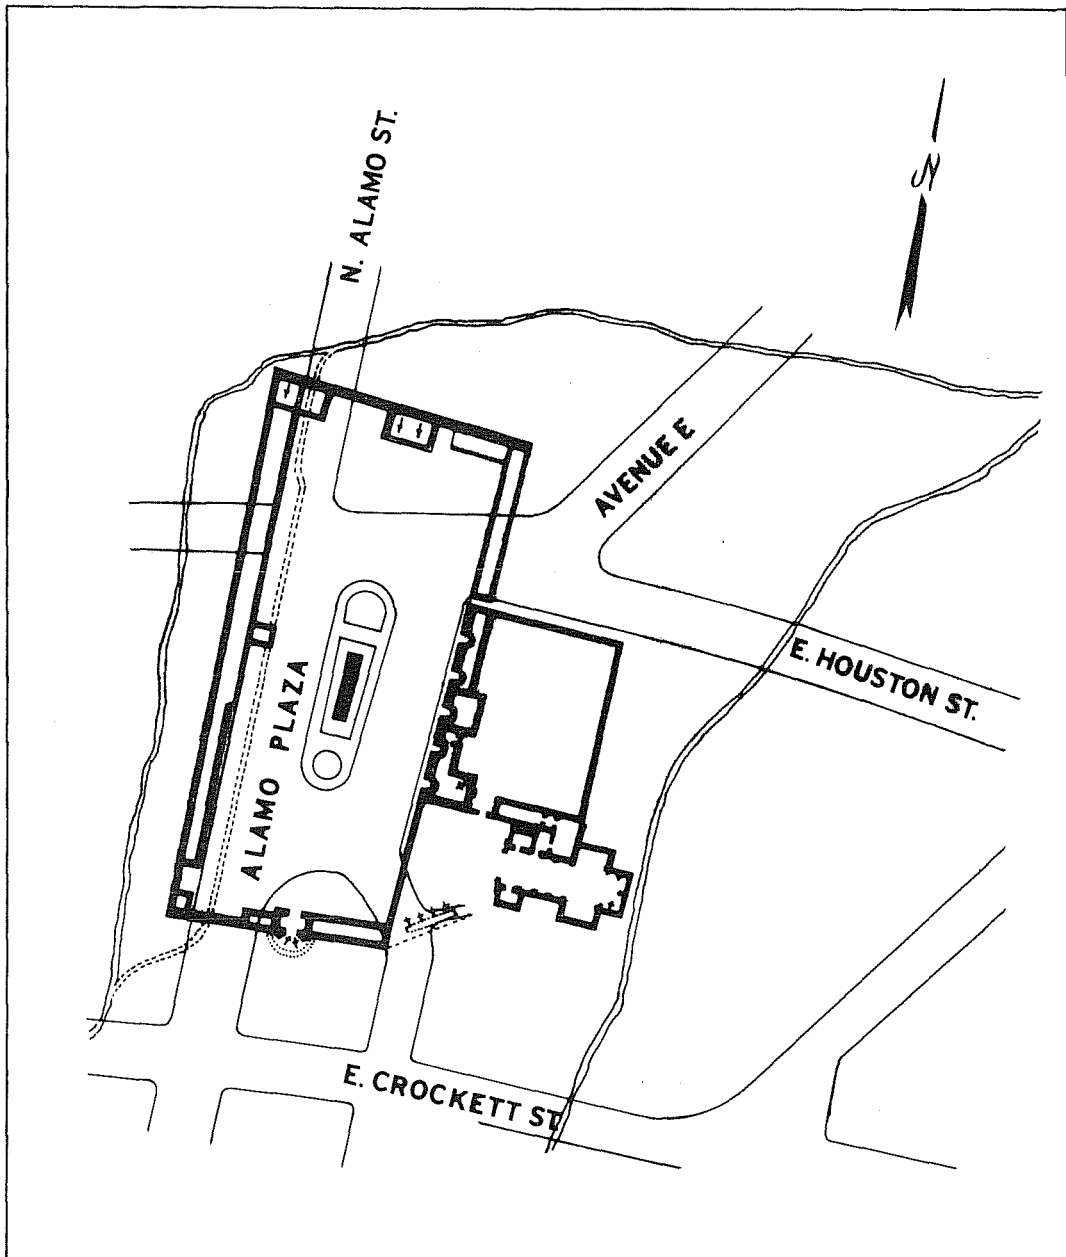 N. ALAMO ST.
N
AVENUE E
E. HOUSTON ST.
ALAMO PLAZA
E. CROCKETT ST.